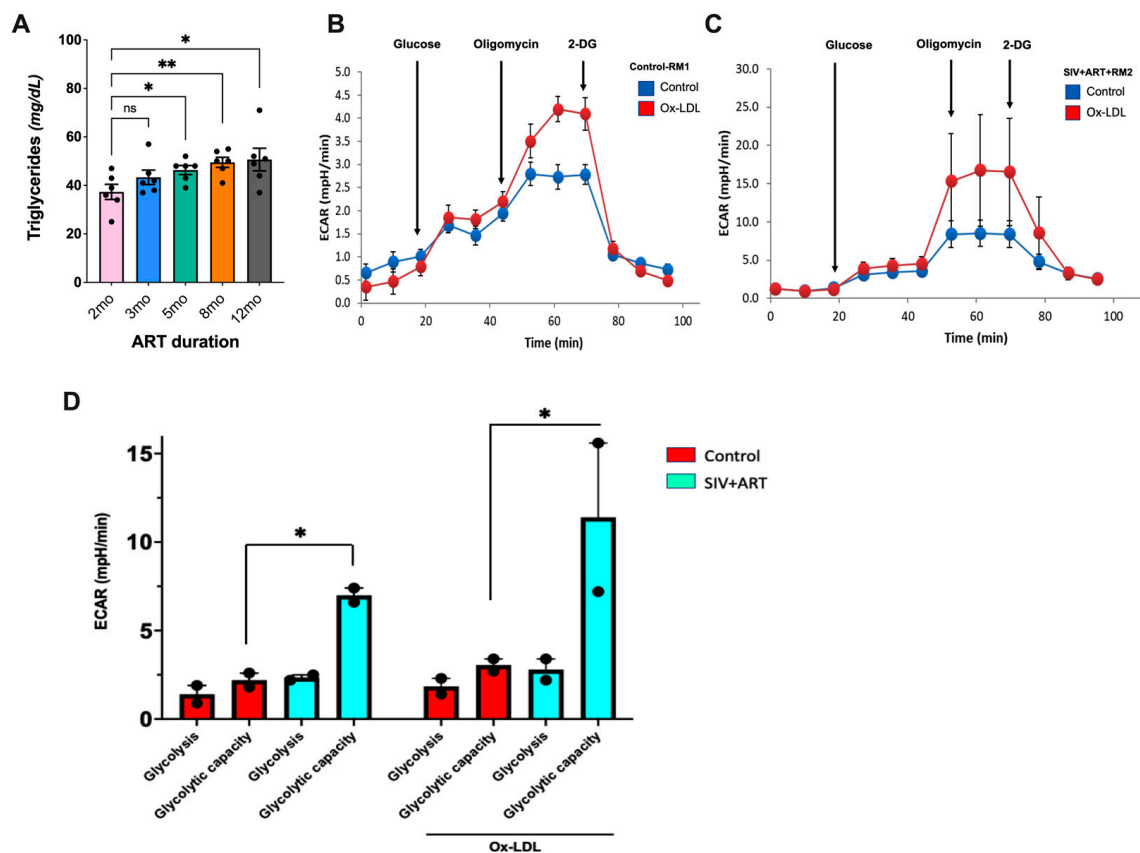 A
Triglycerides (mg/dL)
100
80
60
40
20
0
*
**
*
ns
2mo
3mo
5mo
8mo
12mo
ART duration
B
Glucose
Oligomycin
2-DG
Control-RM1
Control
Ox-LDL
ECAR (mpH/min)
5.0
4.5
4.0
3.5
3.0
2.5
2.0
1.5
1.0
0.5
0.0
0
20
40
60
80
100
Time (min)
C
Glucose
Oligomycin
2-DG
SIV+ART+RM2
Control
Ox-LDL
ECAR (mpH/min)
30.0
25.0
20.0
15.0
10.0
5.0
0.0
0
20
40
60
80
100
Time (min)
D
ECAR (mpH/min)
15
10
5
0
*
*
Control
SIV+ART
Glycolysis
Glycolytic capacity
Glycolysis
Glycolytic capacity
Glycolysis
Glycolytic capacity
Glycolysis
Glycolytic capacity
Ox-LDL